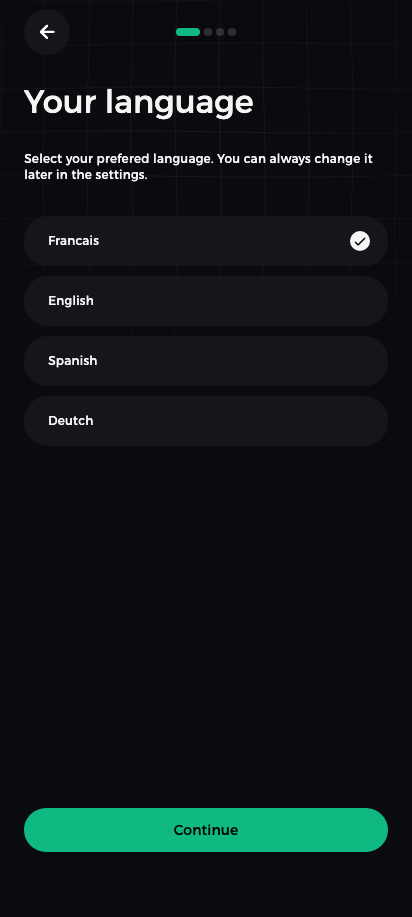 Your language
Select your prefered language. You can always change it
later in the settings.
Francais
English
Spanish
Deutch
Continue